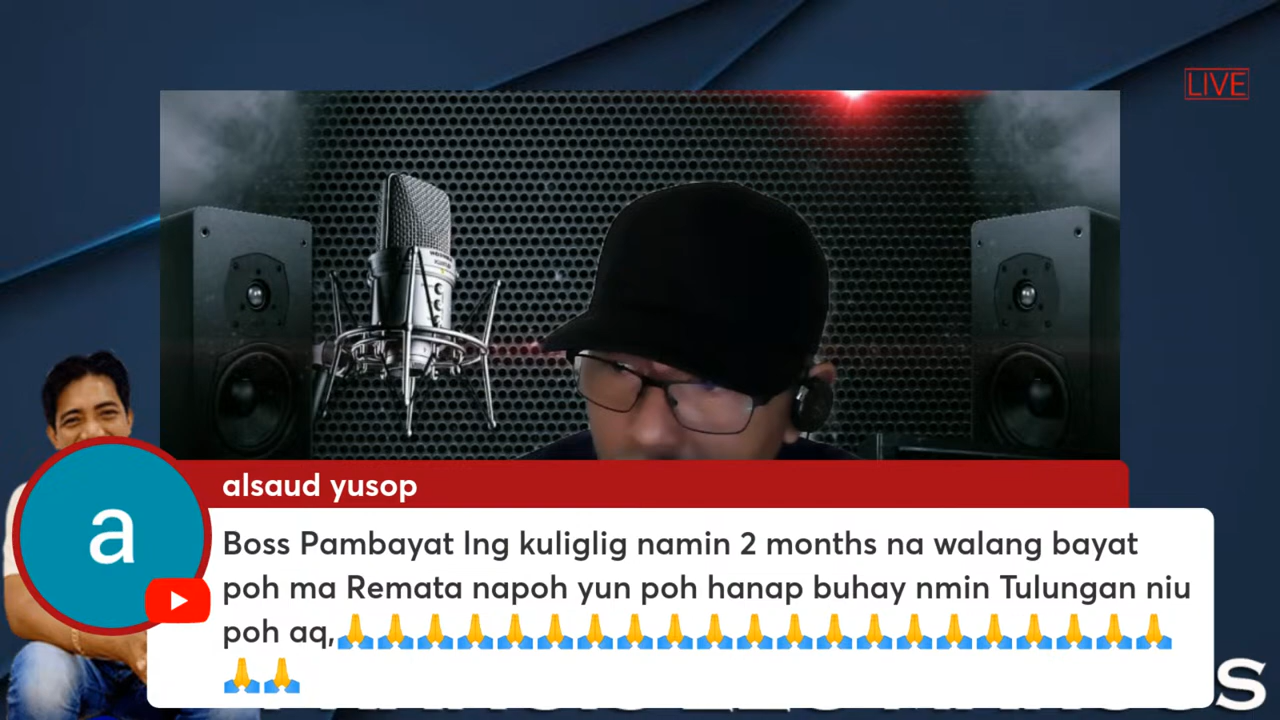 LIVE
alsaud yusop
a
Boss Pambayat lng kuliglig namin 2 months na walang bayat
poh ma Remata napoh yun poh hanap buhay nmin Tulungan niu
poh aq,🙏🙏🙏🙏🙏🙏🙏🙏🙏🙏🙏🙏🙏🙏🙏🙏🙏🙏🙏🙏🙏
🙏🙏